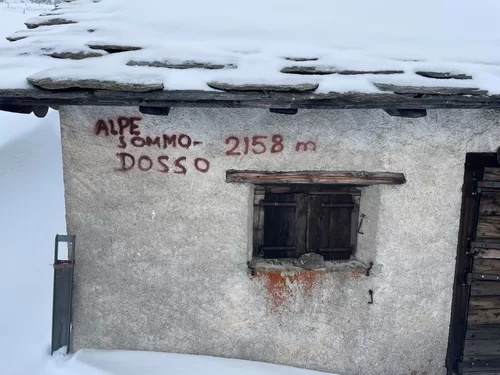 ALPE
SOMMO-
DOSSO 2158 m